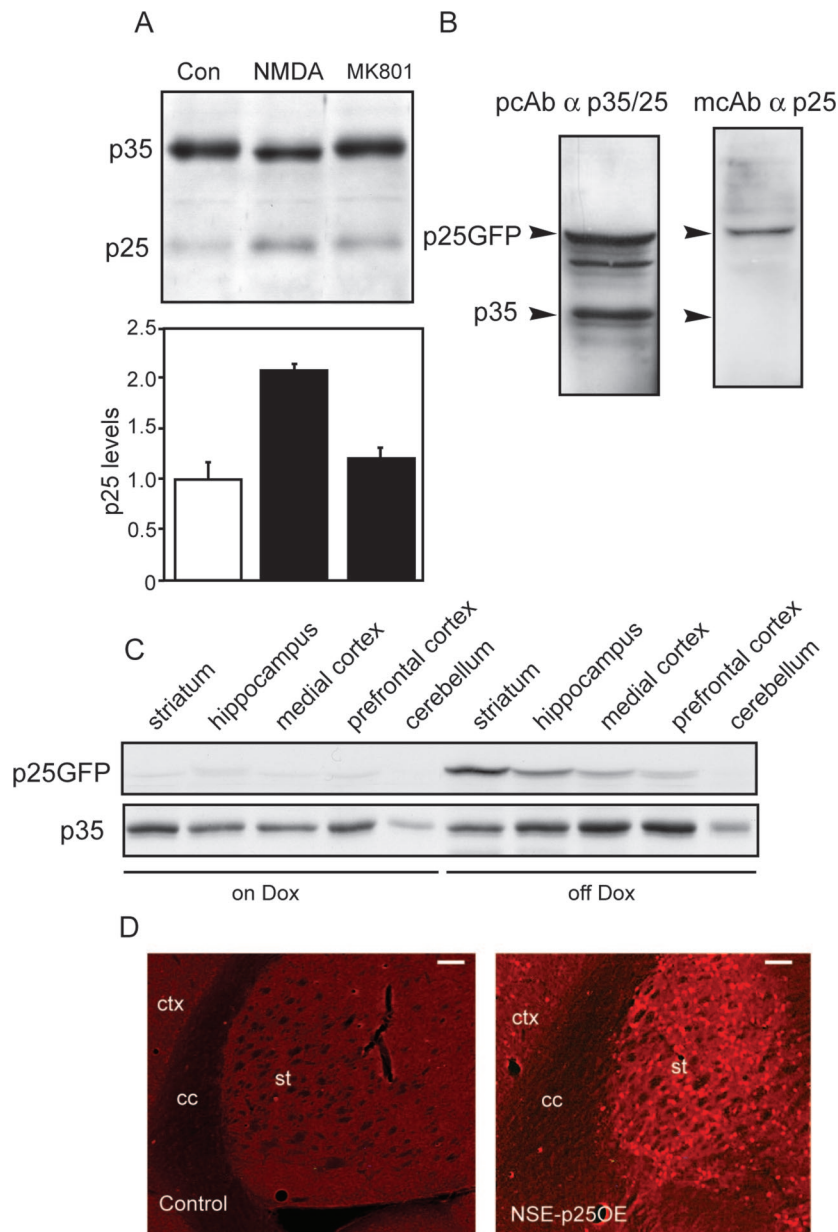 A
Con NMDA MK801
p35
p25
2.5
2.0
1.5
1.0
0.5
0
p25 levels
B
pcAb α p35/25 mcAb α p25
p25GFP
p35
C
striatum hippocampus medial cortex prefrontal cortex cerebellum striatum hippocampus medial cortex prefrontal cortex cerebellum
p25GFP
p35
on Dox off Dox
D
ctx
cc
st
Control
ctx
cc
st
NSE-p25OE